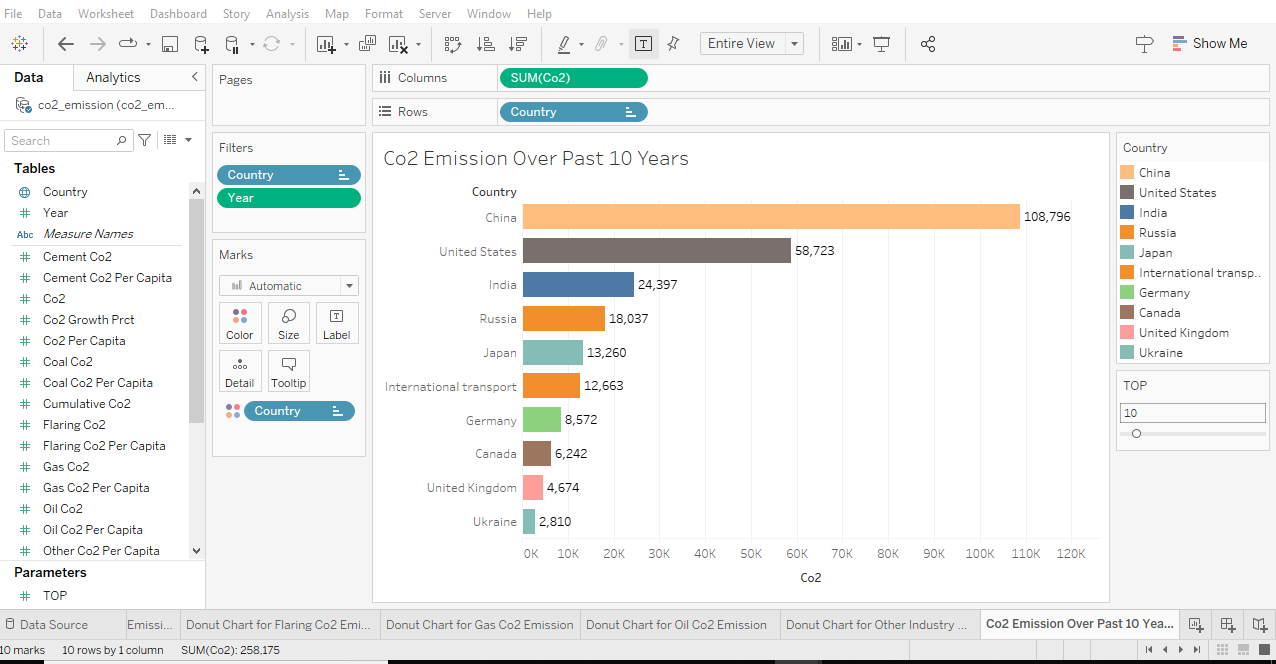 File Data Worksheet Dashboard Story Analysis Map Format Server Window Help
Entire View
Show Me
Data Analytics
co2_emission (co2_em...
Search
Tables
Country
Year
Abc Measure Names
Cement Co2
Cement Co2 Per Capita
Co2
Co2 Growth Prct
Co2 Per Capita
Coal Co2
Coal Co2 Per Capita
Cumulative Co2
Flaring Co2
Flaring Co2 Per Capita
Gas Co2
Gas Co2 Per Capita
Oil Co2
Oil Co2 Per Capita
Other Co2 Per Capita
Parameters
TOP
Pages
Filters
Country
Year
Marks
Automatic
Color Size Label
Detail Tooltip
Country
Columns SUM(Co2)
Rows Country
Co2 Emission Over Past 10 Years
Country
China 108,796
United States 58,723
India 24,397
Russia 18,037
Japan 13,260
International transport 12,663
Germany 8,572
Canada 6,242
United Kingdom 4,674
Ukraine 2,810
0K 10K 20K 30K 40K 50K 60K 70K 80K 90K 100K 110K 120K
Co2
Country
China
United States
India
Russia
Japan
International transp..
Germany
Canada
United Kingdom
Ukraine
TOP
10
Data Source Emissi... Donut Chart for Flaring Co2 Emi... Donut Chart for Gas Co2 Emission Donut Chart for Oil Co2 Emission Donut Chart for Other Industry ... Co2 Emission Over Past 10 Yea...
10 marks 10 rows by 1 column SUM(Co2): 258,175